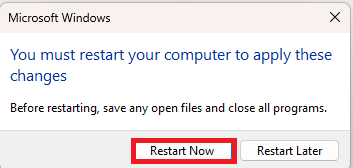 Microsoft Windows
You must restart your computer to apply these
changes
Before restarting, save any open files and close all programs.
Restart Now Restart Later